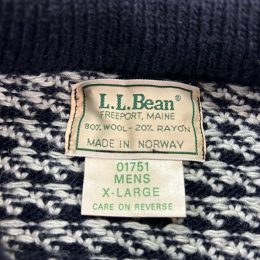 L.L.Bean®
FREEPORT, MAINE
80% WOOL - 20% RAYON
MADE IN NORWAY
01751
MENS
X-LARGE
CARE ON REVERSE